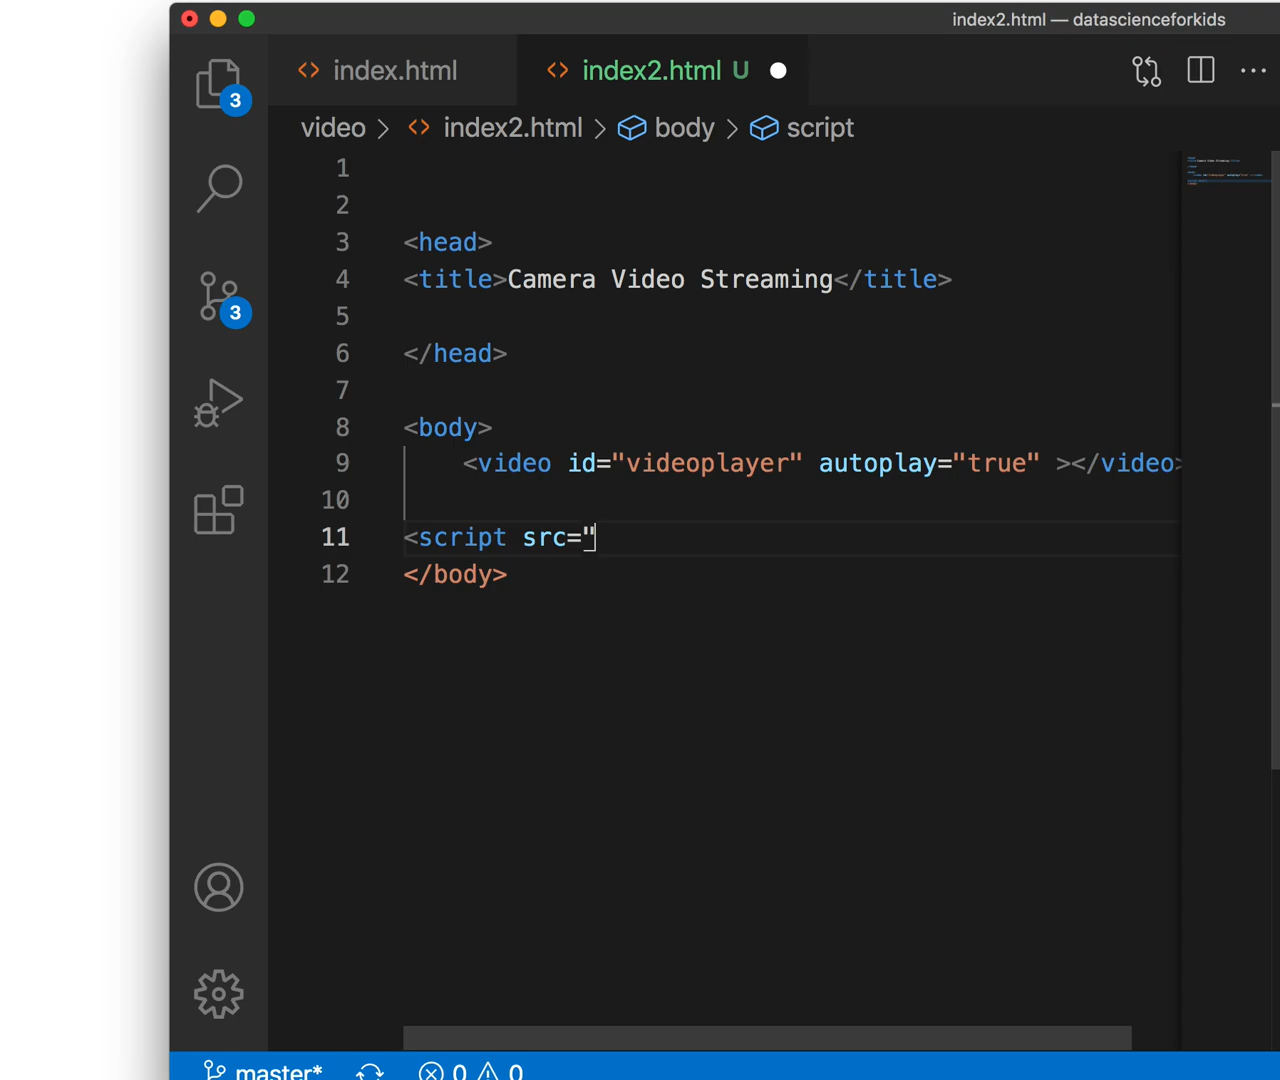 index2.html — datascienceforkids
index.html
index2.html U
video > index2.html > body > script
3
3
1
2
3 <head>
4 <title>Camera Video Streaming</title>
5
6 </head>
7
8 <body>
9 <video id="videoplayer" autoplay="true" ></video>
10
11 <script src="
12 </body>
master* 0 0